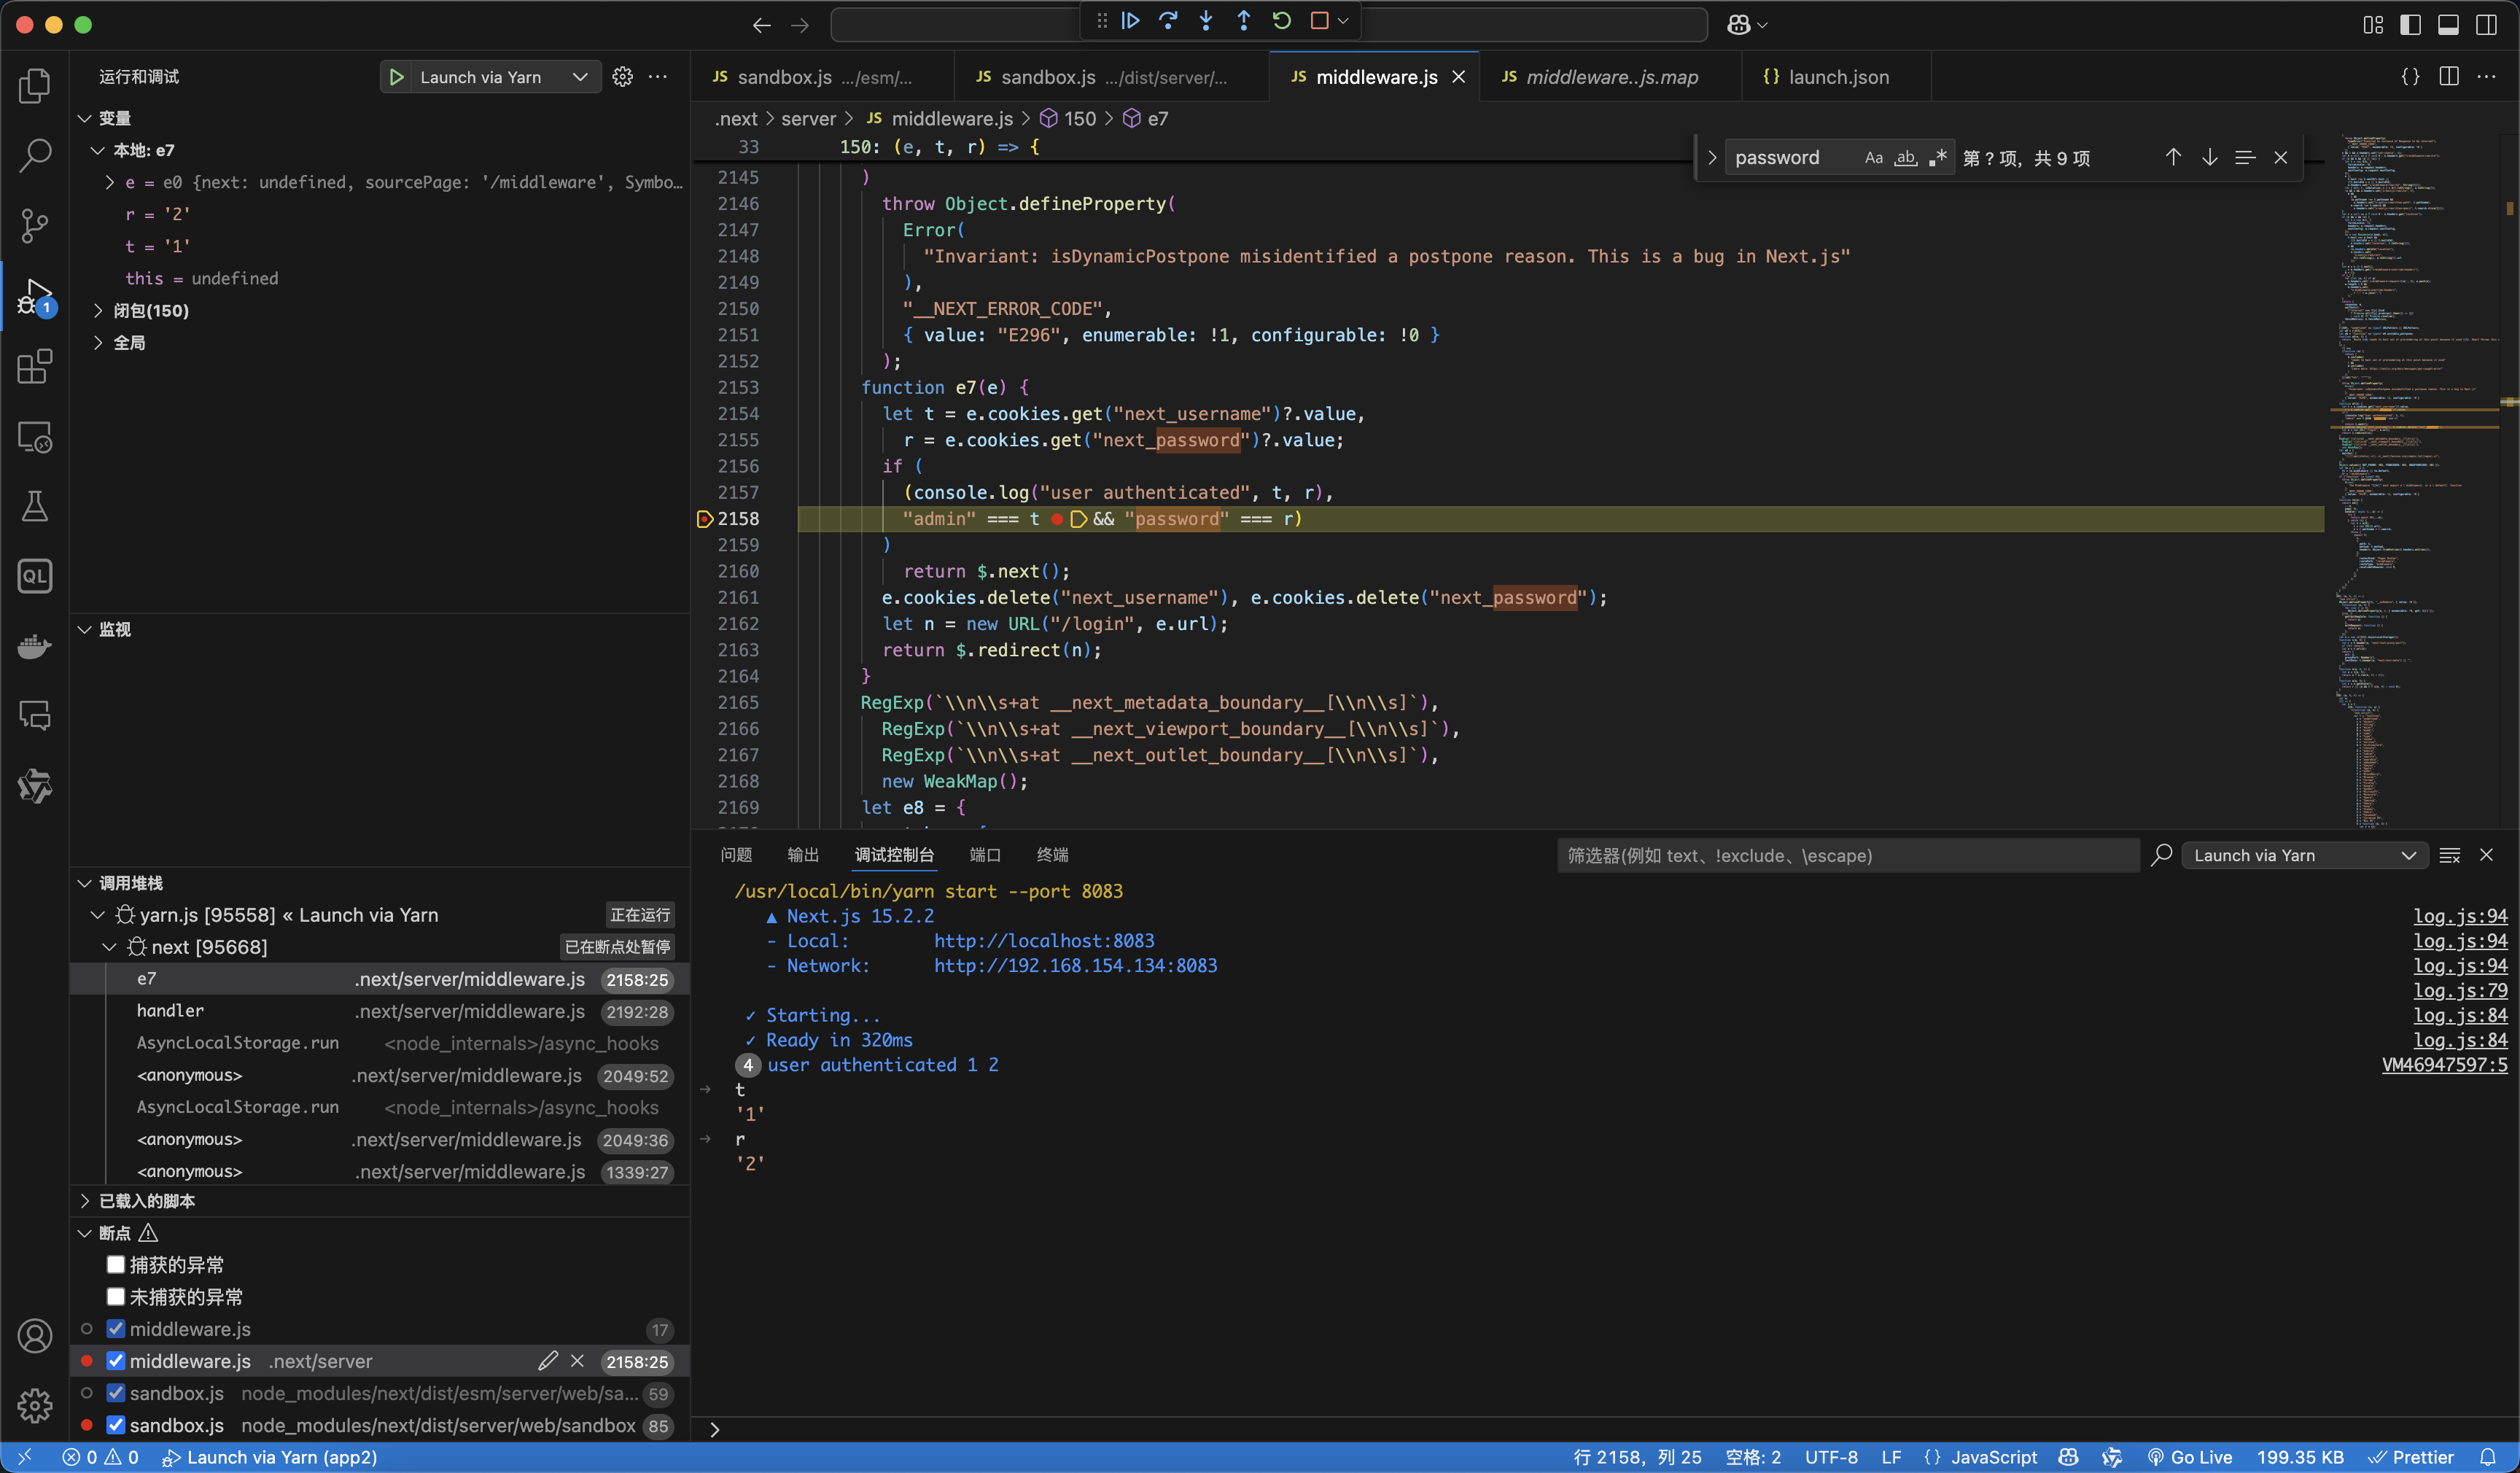 运行和调试
Launch via Yarn
变量
本地: e7
e = e0 {next: undefined, sourcePage: '/middleware', Symbo…
r = '2'
t = '1'
this = undefined
闭包(150)
全局
监视
调用堆栈
yarn.js [95558] « Launch via Yarn 正在运行
next [95668] 已在断点处暂停
e7 .next/server/middleware.js 2158:25
handler .next/server/middleware.js 2192:28
AsyncLocalStorage.run <node_internals>/async_hooks
<anonymous> .next/server/middleware.js 2049:52
AsyncLocalStorage.run <node_internals>/async_hooks
<anonymous> .next/server/middleware.js 2049:36
<anonymous> .next/server/middleware.js 1339:27
已载入的脚本
断点
捕获的异常
未捕获的异常
middleware.js 17
middleware.js .next/server 2158:25
sandbox.js node_modules/next/dist/esm/server/web/sa… 59
sandbox.js node_modules/next/dist/server/web/sandbox 85
1
QL
JS sandbox.js .../esm/... JS sandbox.js .../dist/server/... JS middleware.js JS middleware..js.map {} launch.json
.next > server > JS middleware.js > 150 > e7
33 150: (e, t, r) => {
password Aa ab .* 第 ? 项，共 9 项
2145 )
2146 throw Object.defineProperty(
2147 Error(
2148 "Invariant: isDynamicPostpone misidentified a postpone reason. This is a bug in Next.js"
2149 ),
2150 "__NEXT_ERROR_CODE",
2151 { value: "E296", enumerable: !1, configurable: !0 }
2152 );
2153 function e7(e) {
2154 let t = e.cookies.get("next_username")?.value,
2155 r = e.cookies.get("next_password")?.value;
2156 if (
2157 (console.log("user authenticated", t, r),
2158 "admin" === t && "password" === r)
2159 )
2160 return $.next();
2161 e.cookies.delete("next_username"), e.cookies.delete("next_password");
2162 let n = new URL("/login", e.url);
2163 return $.redirect(n);
2164 }
2165 RegExp(`\\n\\s+at __next_metadata_boundary__[\\n\\s]`),
2166 RegExp(`\\n\\s+at __next_viewport_boundary__[\\n\\s]`),
2167 RegExp(`\\n\\s+at __next_outlet_boundary__[\\n\\s]`),
2168 new WeakMap();
2169 let e8 = {
问题 输出 调试控制台 端口 终端
筛选器(例如 text、!exclude、\escape)
Launch via Yarn
/usr/local/bin/yarn start --port 8083
▲ Next.js 15.2.2 log.js:94
- Local: http://localhost:8083 log.js:94
- Network: http://192.168.154.134:8083 log.js:94
log.js:79
✓ Starting... log.js:84
✓ Ready in 320ms log.js:84
4 user authenticated 1 2 VM46947597:5
→ t
'1'
→ r
'2'
>
0 0 Launch via Yarn (app2) 行 2158，列 25 空格: 2 UTF-8 LF {} JavaScript Go Live 199.35 KB Prettier